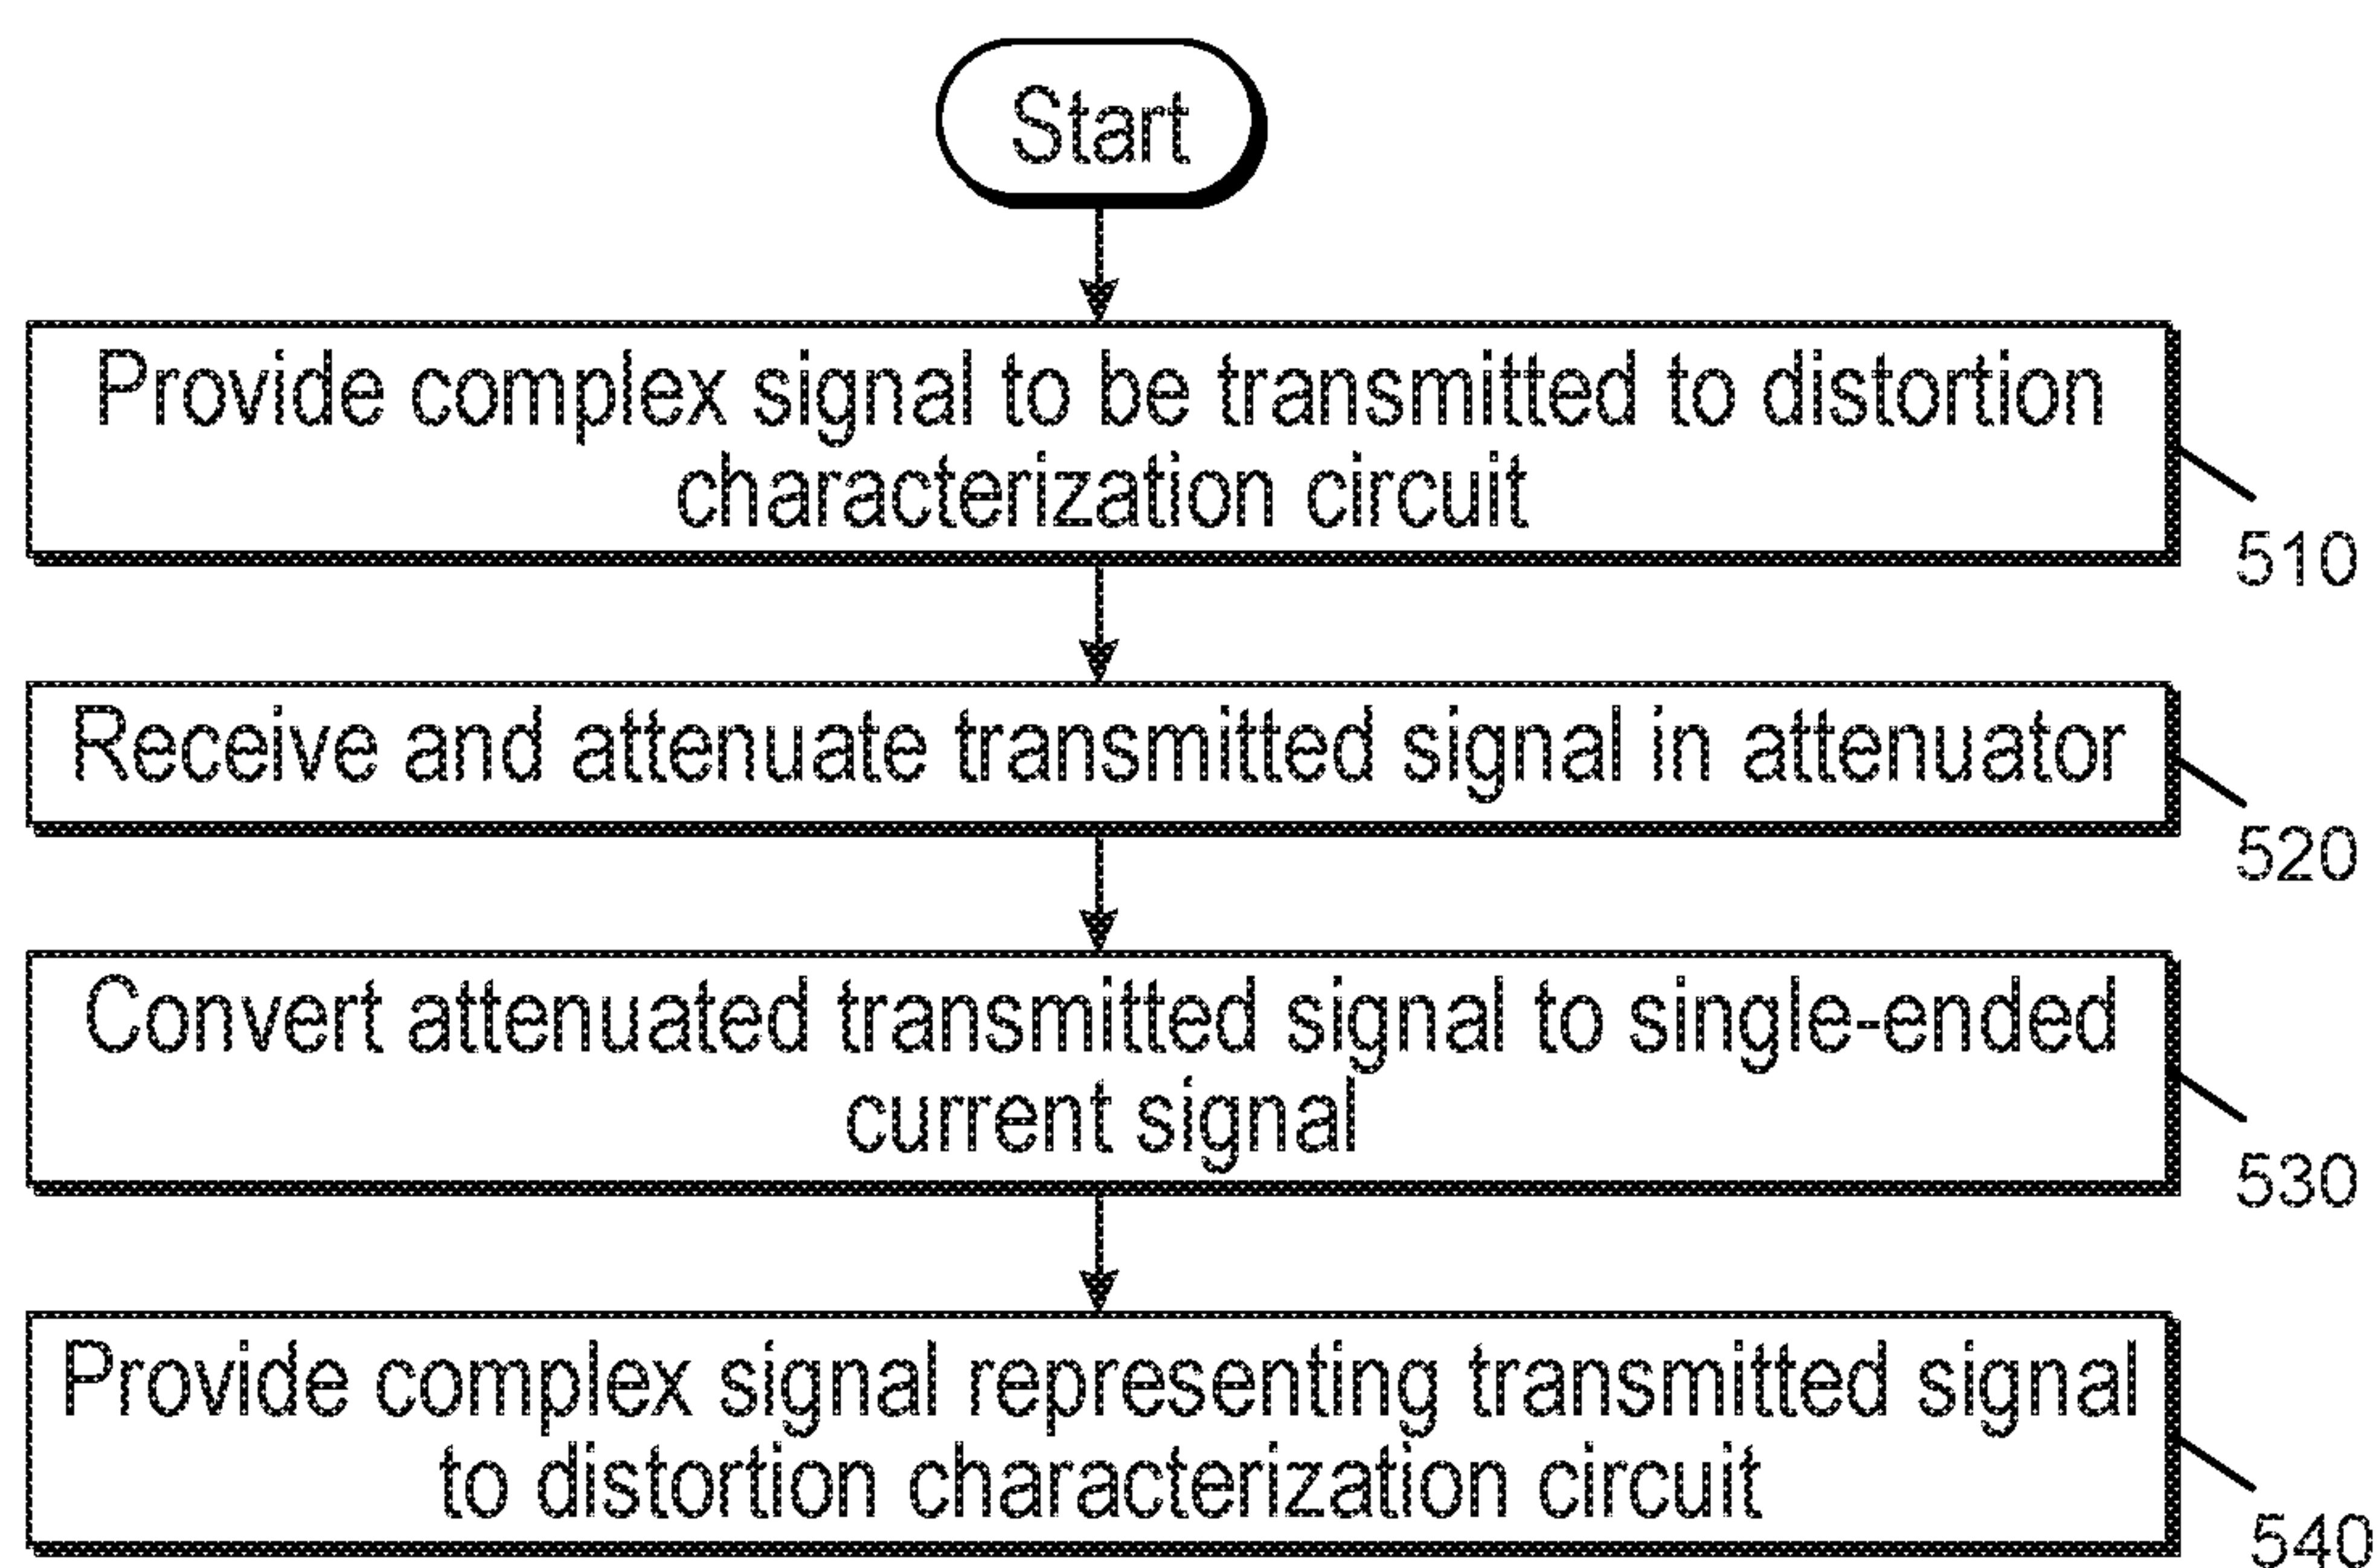 Start
Provide complex signal to be transmitted to distortion
characterization circuit
510
Receive and attenuate transmitted signal in attenuator
520
Convert attenuated transmitted signal to single-ended
current signal
530
Provide complex signal representing transmitted signal
to distortion characterization circuit
540